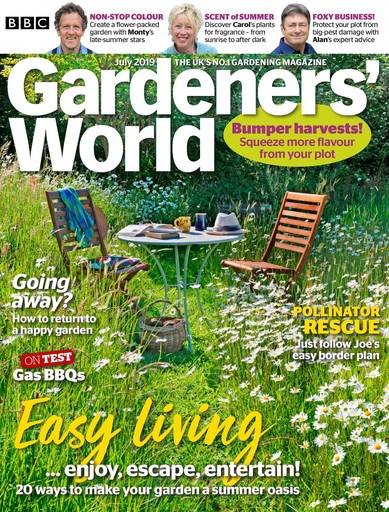 BBC
NON-STOP COLOUR
Create a flower-packed
garden with Monty's
late-summer stars
SCENT of SUMMER
Discover Carol's plants
for fragrance – from
sunrise to after dark
FOXY BUSINESS!
Protect your plot from
big-pest damage with
Alan's expert advice
July 2019
THE UK'S NO.1 GARDENING MAGAZINE
Gardeners'
World
Bumper harvests!
Squeeze more flavour
from your plot
Going
away?
How to return to
a happy garden
POLLINATOR
RESCUE
Just follow Joe's
easy border plan
ON TEST
Gas BBQs
Easy living
... enjoy, escape, entertain!
20 ways to make your garden a summer oasis